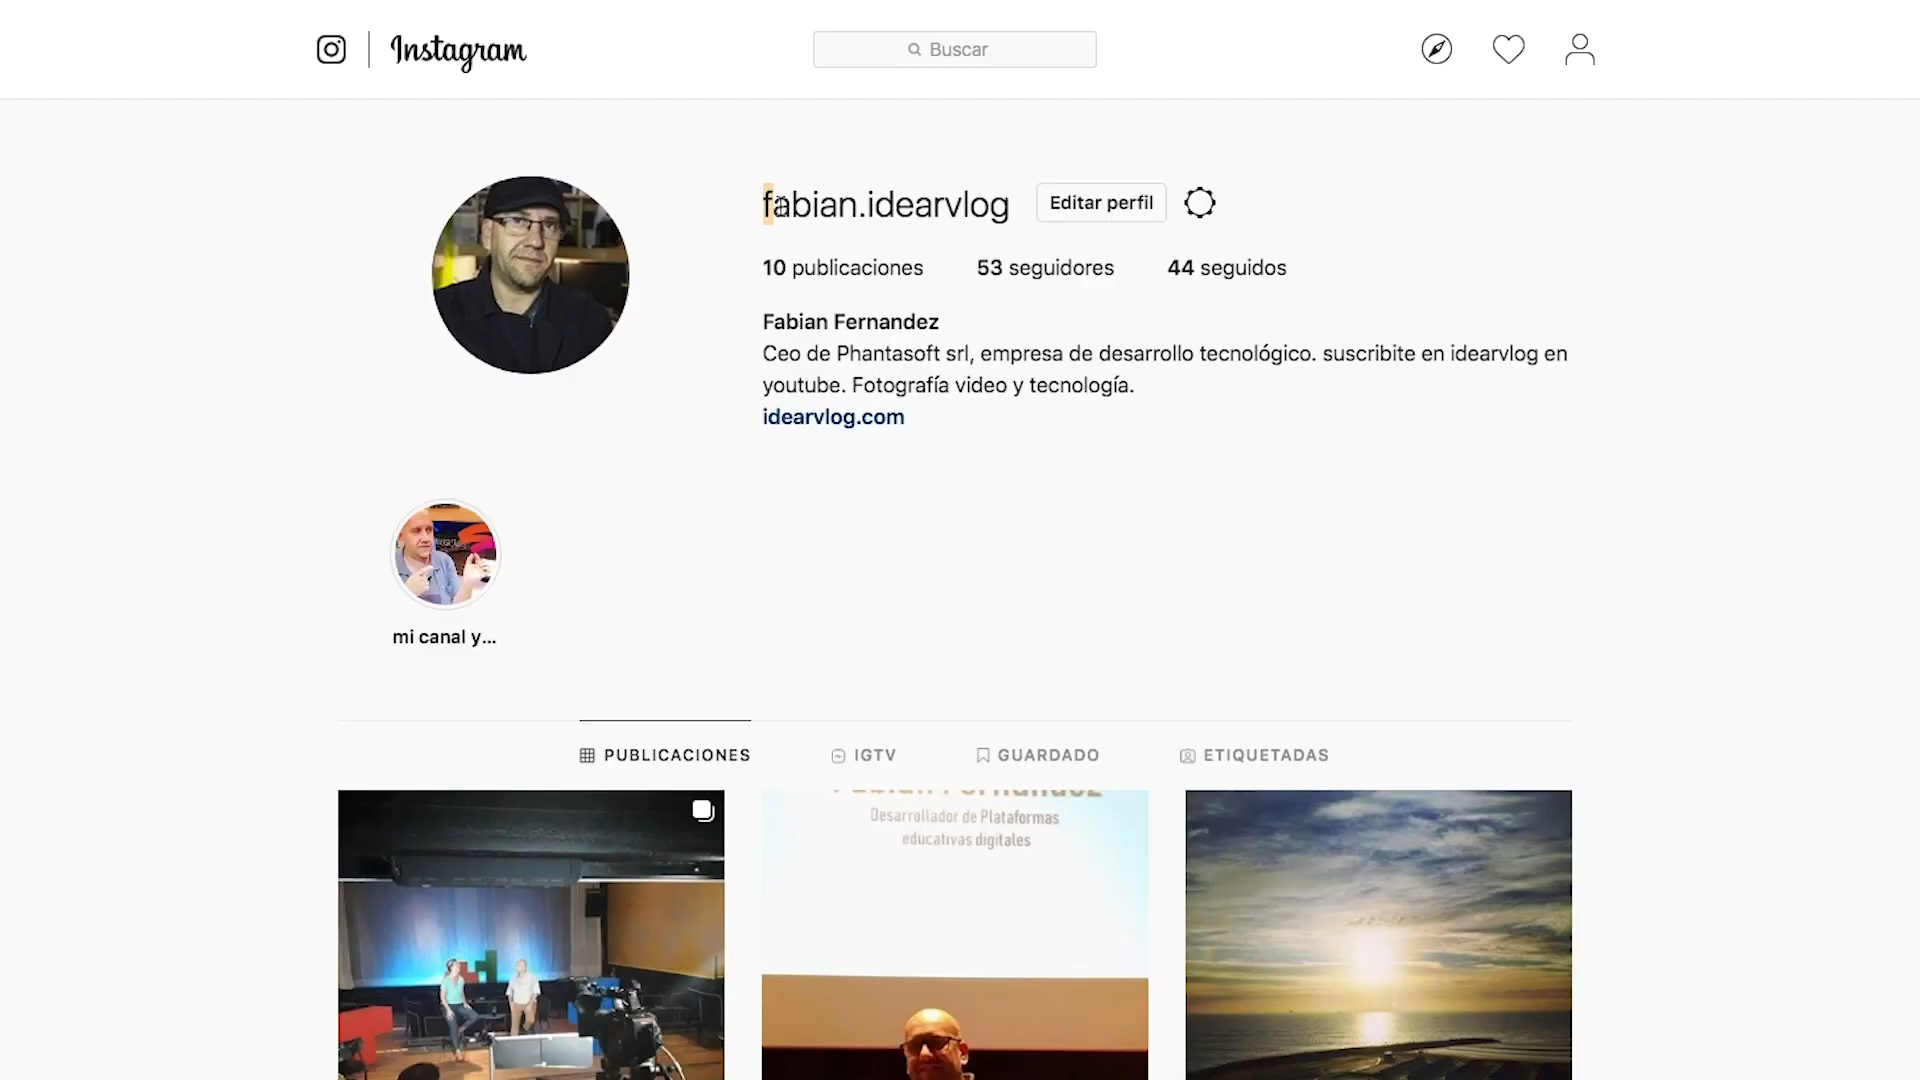 Instagram
Buscar
fabian.idearvlog
Editar perfil
10 publicaciones 53 seguidores 44 seguidos
Fabian Fernandez
Ceo de Phantasoft srl, empresa de desarrollo tecnológico. suscribite en idearvlog en
youtube. Fotografía video y tecnología.
idearvlog.com
mi canal y...
PUBLICACIONES IGTV GUARDADO ETIQUETADAS
Fabian Fernandez
Desarrollador de Plataformas
educativas digitales